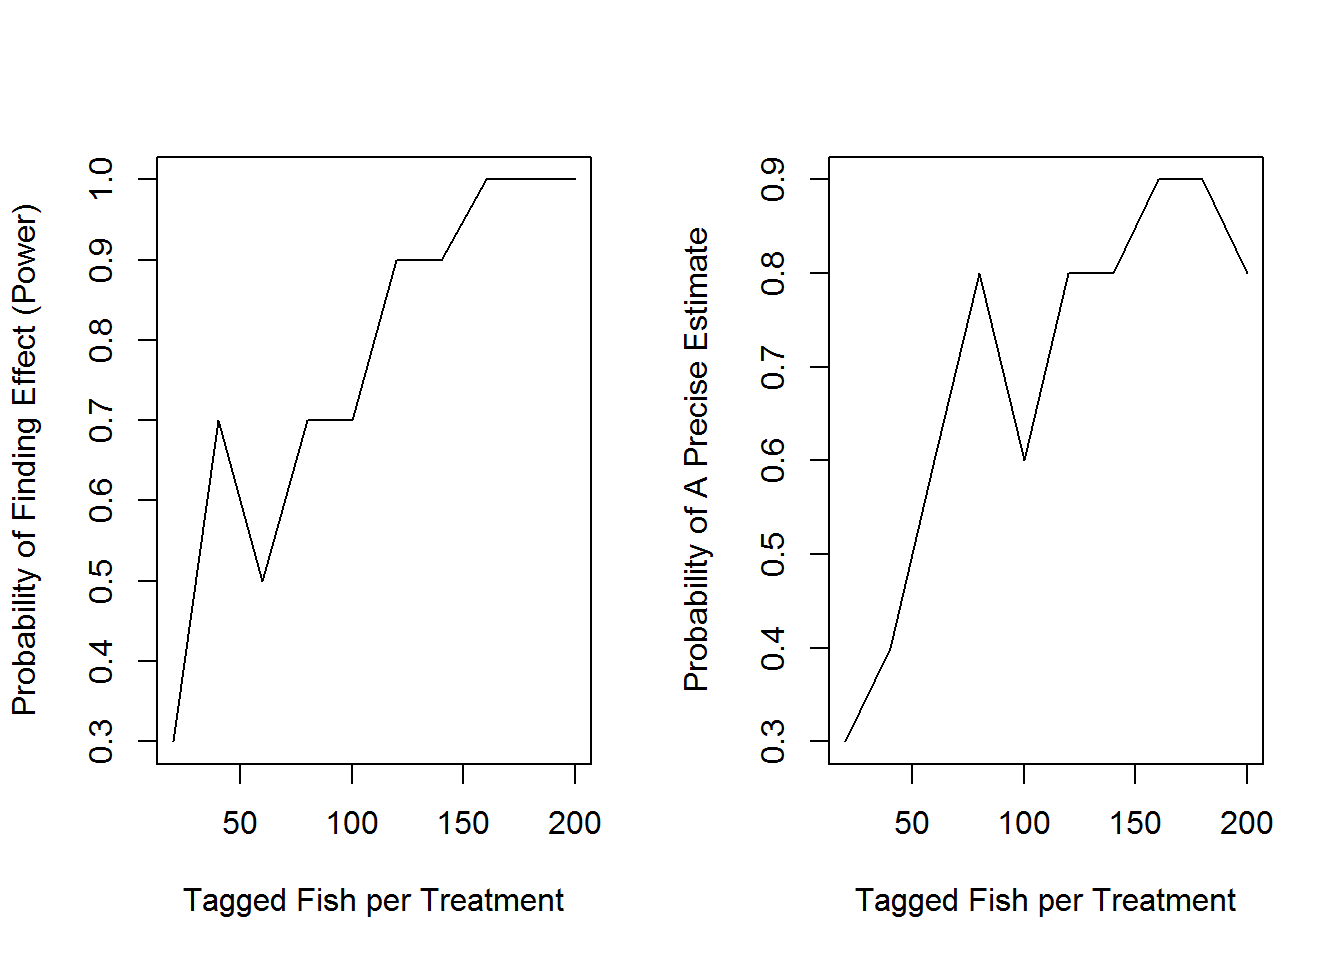 Probability of Finding Effect (Power)
1.0
0.9
0.8
0.7
0.6
0.5
0.4
0.3
50 100 150 200
Tagged Fish per Treatment
Probability of A Precise Estimate
0.9
0.8
0.7
0.6
0.5
0.4
0.3
50 100 150 200
Tagged Fish per Treatment